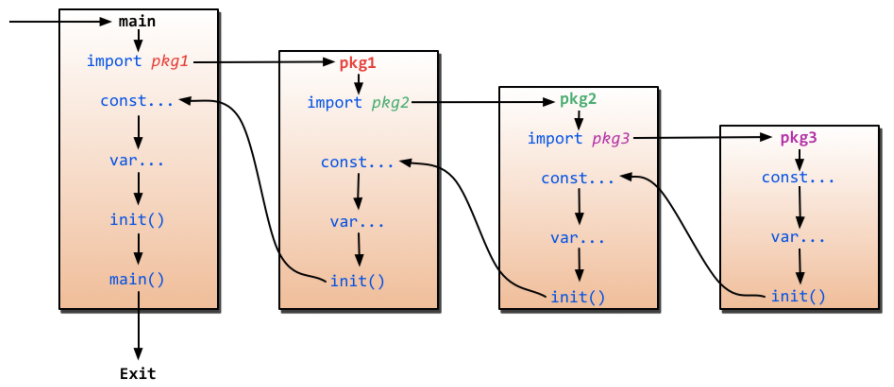 main
import pkg1
const...
var...
init()
main()
Exit
pkg1
import pkg2
const...
var...
init()
pkg2
import pkg3
const...
var...
init()
pkg3
const...
var...
init()